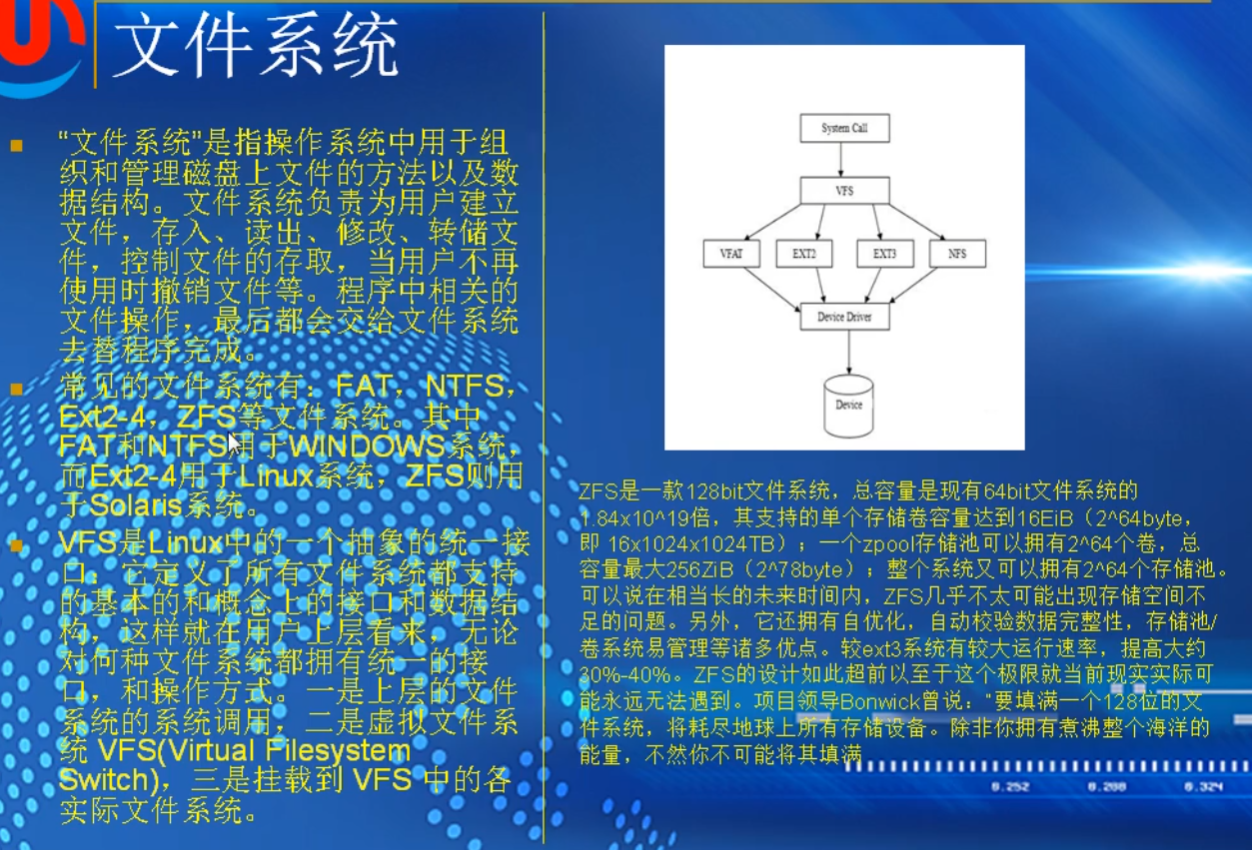 文件系统
“文件系统”是指操作系统中用于组
织和管理磁盘上文件的方法以及数
据结构。文件系统负责为用户建立
文件，存入、读出、修改、转储文
件，控制文件的存取，当用户不再
使用时撤销文件等。程序中相关的
文件操作，最后都会交给文件系统
去替程序完成。
常见的文件系统有：FAT，NTFS，
Ext2-4，ZFS等文件系统。其中
FAT和NTFS用于WINDOWS系统，
而Ext2-4用于Linux系统，ZFS则用
于Solaris系统。
VFS是Linux中的一个抽象的统一接
口。它定义了所有文件系统都支持
的基本的和概念上的接口和数据结
构，这样就在用户上层看来，无论
对何种文件系统都拥有统一的接
口，和操作方式。一是上层的文件
系统的系统调用；二是虚拟文件系
统 VFS(Virtual Filesystem
Switch)，三是挂载到 VFS 中的各
实际文件系统。
System Call
VFS
VFAT
EXT2
EXT3
NFS
Device Driver
Device
ZFS是一款128bit文件系统，总容量是现有64bit文件系统的
1.84x10^19倍，其支持的单个存储卷容量达到16EiB（2^64byte，
即 16x1024x1024TB）；一个zpool存储池可以拥有2^64个卷，总
容量最大256ZiB（2^78byte）；整个系统又可以拥有2^64个存储池。
可以说在相当长的未来时间内，ZFS几乎不太可能出现存储空间不
足的问题。另外，它还拥有自优化，自动校验数据完整性，存储池/
卷系统易管理等诸多优点。较ext3系统有较大运行速率，提高大约
30%-40%。ZFS的设计如此超前以至于这个极限就当前现实实际可
能永远无法遇到。项目领导Bonwick曾说：“要填满一个128位的文
件系统，将耗尽地球上所有存储设备。除非你拥有煮沸整个海洋的
能量，不然你不可能将其填满
0.252
0.288
0.324